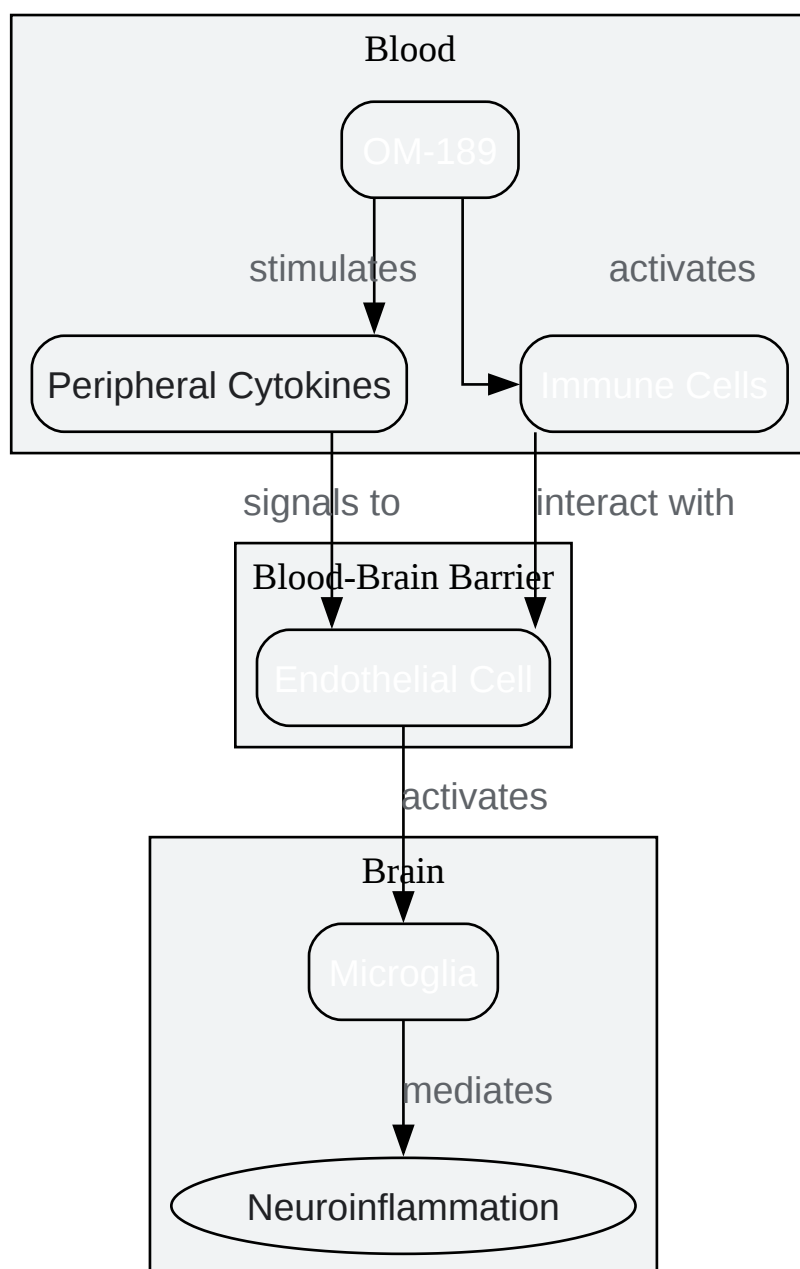 Blood
OM-189
stimulates
activates
Peripheral Cytokines
Immune Cells
signals to
interact with
Blood-Brain Barrier
Endothelial Cell
activates
Brain
Microglia
mediates
Neuroinflammation